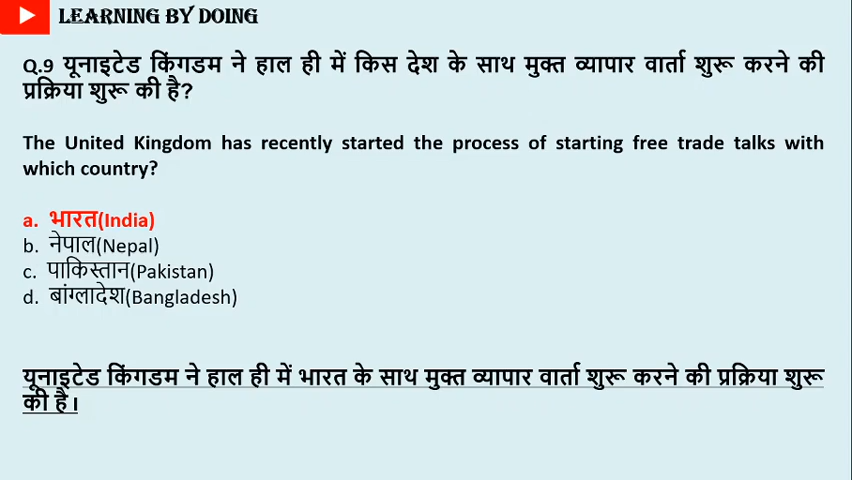 LEARNING BY DOING
Q.9 यूनाइटेड किंगडम ने हाल ही में किस देश के साथ मुक्त व्यापार वार्ता शुरू करने की
प्रक्रिया शुरू की है?
The United Kingdom has recently started the process of starting free trade talks with
which country?
a. भारत(India)
b. नेपाल(Nepal)
c. पाकिस्तान(Pakistan)
d. बांग्लादेश(Bangladesh)
यूनाइटेड किंगडम ने हाल ही में भारत के साथ मुक्त व्यापार वार्ता शुरू करने की प्रक्रिया शुरू
की है।